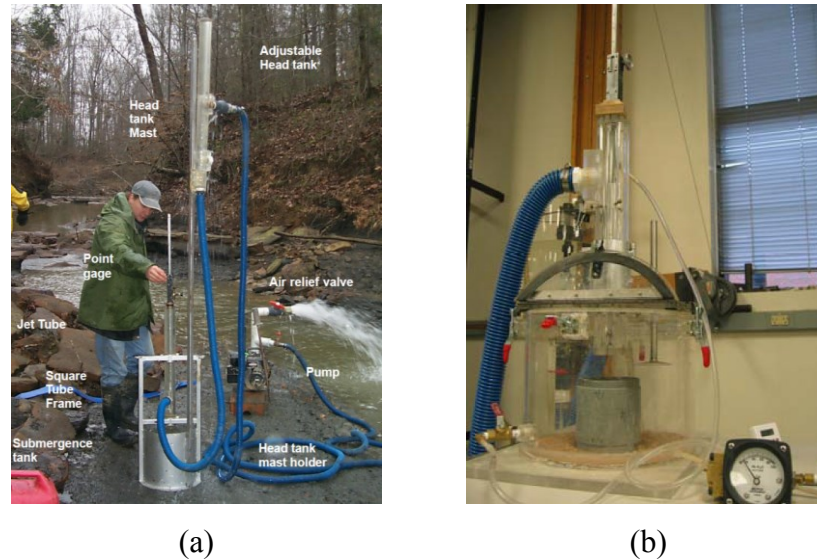 Adjustable
Head tank
Head
tank
Mast
Point
gage
Air relief valve
Jet Tube
Pump
Square
Tube
Frame
Submergence
tank
Head tank
mast holder
(a)
(b)